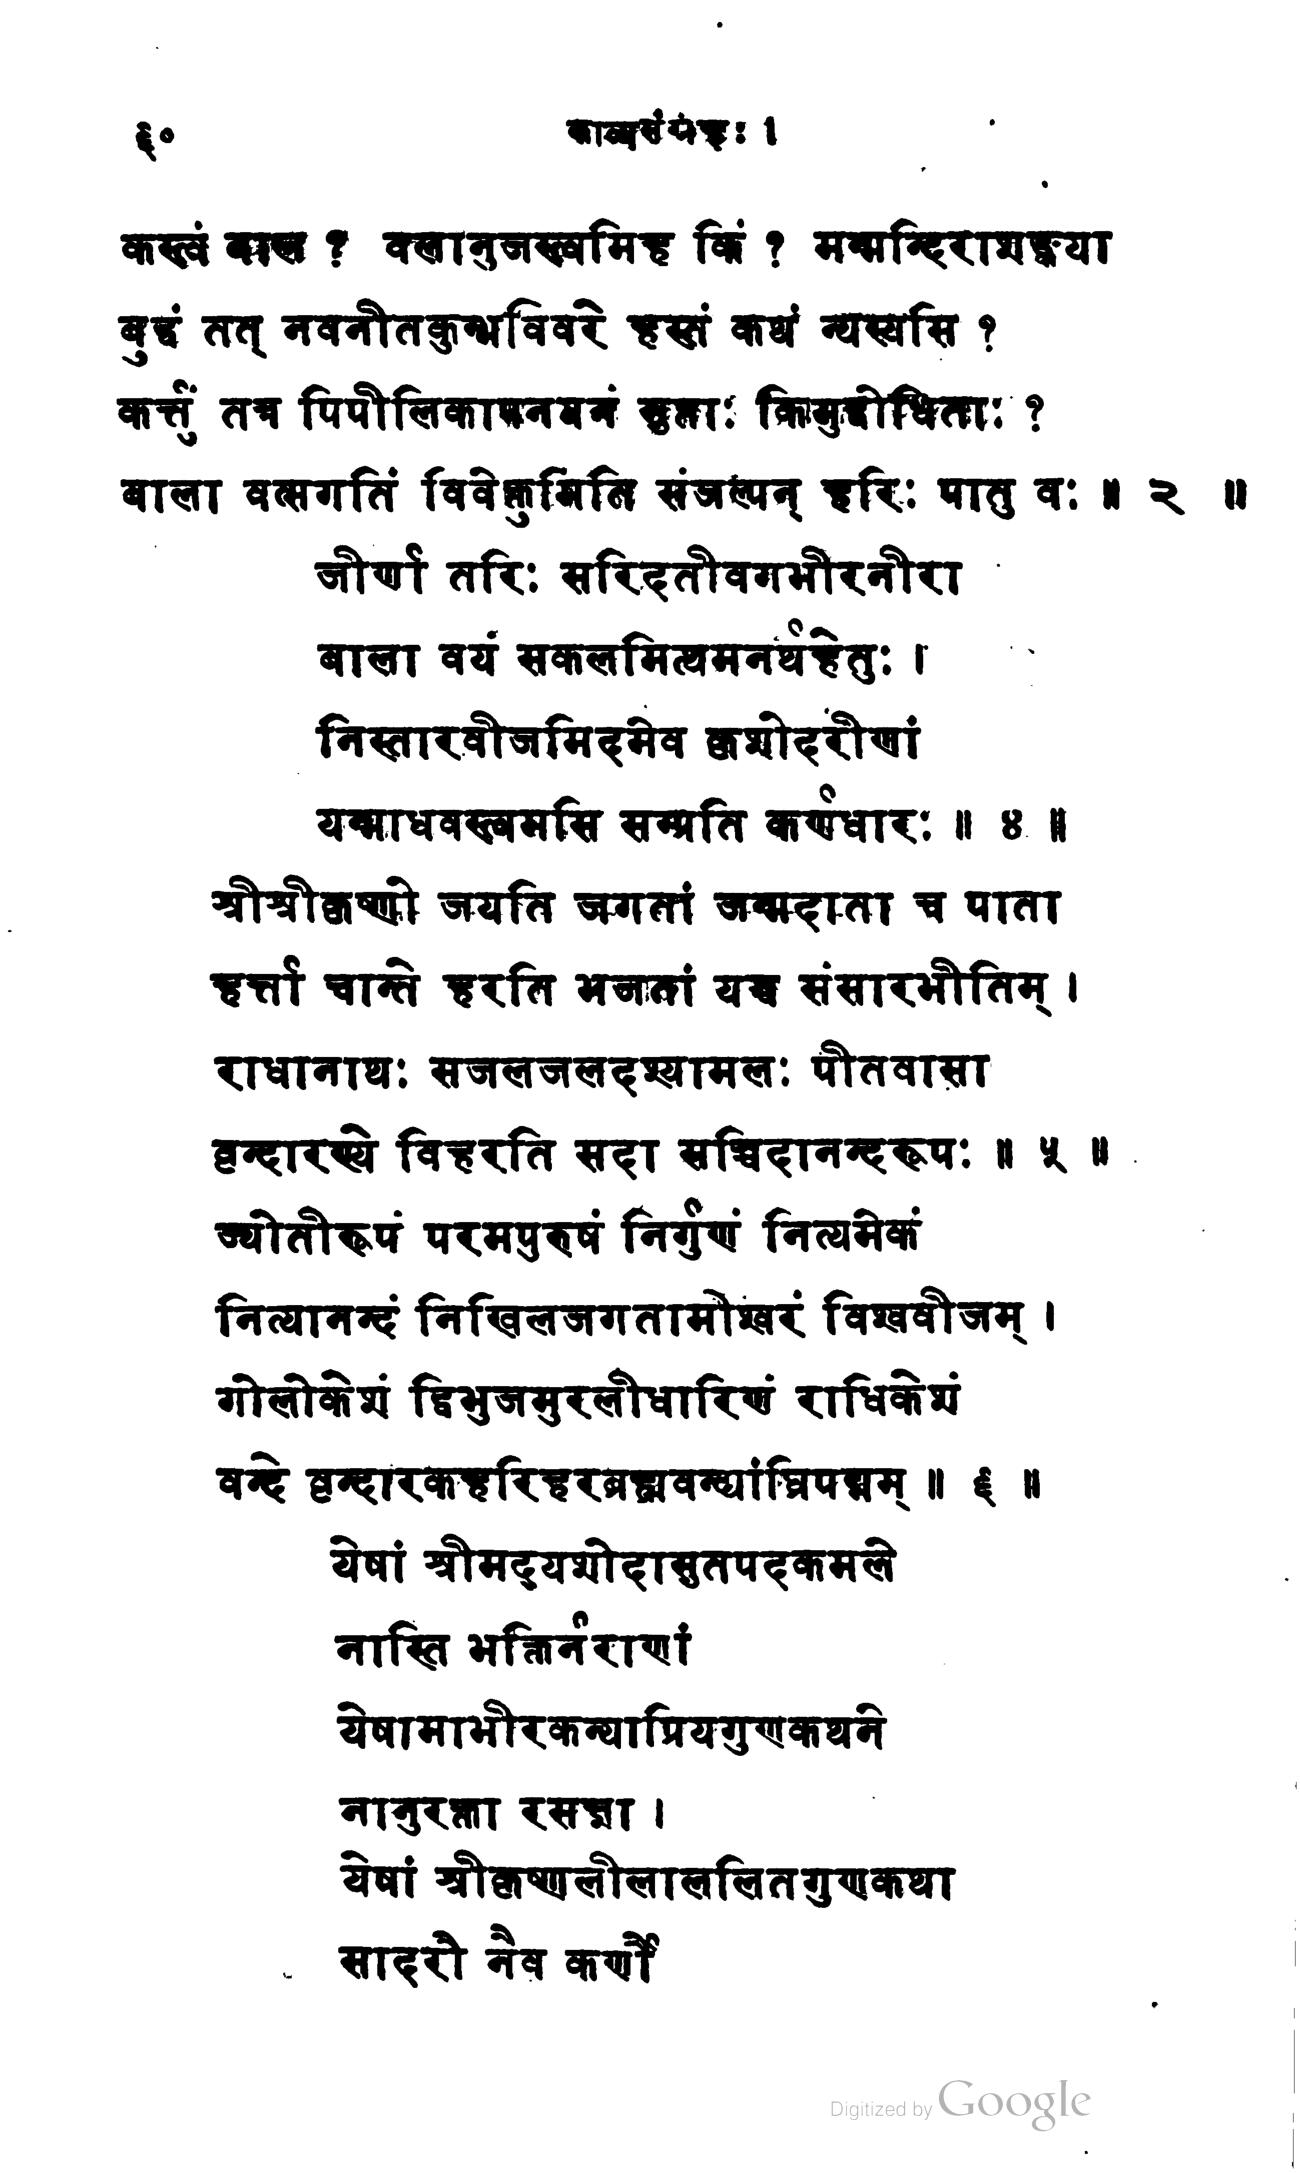 ६०
काव्यसंग्रहः ।
कस्त्वं बाल ? वलानुजस्त्वमिह किं ? मन्मन्दिराशङ्कया
बुद्धं तत् नवनीतकुम्भविवरे हस्तं कथं न्यस्यसि ?
कर्त्तुं तत्र पिपीलिकापनयनं सुप्ताः किमुद्बोधिताः ?
बाला वत्सगतिं विवेक्तुमिति संजल्पन् हरिः पातु वः ॥ २ ॥
जीर्णा तरिः सरिदतीवगभीरनीरा
बाला वयं सकलमित्थमनर्थहेतुः ।
निस्तारवीजमिदमेव कृशोदरीणां
यन्माधवस्त्वमसि सम्प्रति कर्णधारः ॥ ४ ॥
श्रीश्रीकृष्णो जयति जगतां जन्मदाता च पाता
हर्त्ता चान्ते हरति भजतां यश्च संसारभीतिम् ।
राधानाथः सजलजलदश्यामलः पीतवासा
वृन्दारण्ये विहरति सदा सच्चिदानन्दरूपः ॥ ५ ॥
ज्योतीरूपं परमपुरुषं निर्गुणं नित्यमेकं
नित्यानन्दं निखिलजगतामीश्वरं विश्ववीजम् ।
गोलोकेशं द्विभुजमुरलीधारिणं राधिकेशं
वन्दे वृन्दारकहरिहरब्रह्मवन्द्यांघ्रिपद्मम् ॥ ६ ॥
येषां श्रीमद्यशोदासुतपदकमले
नास्ति भक्तिर्नराणां
येषामाभीरकन्याप्रियगुणकथने
नानुरक्ता रसज्ञा ।
येषां श्रीकृष्णलीलाललितगुणकथा
सादरौ नैव कर्णौ
Digitized by Google